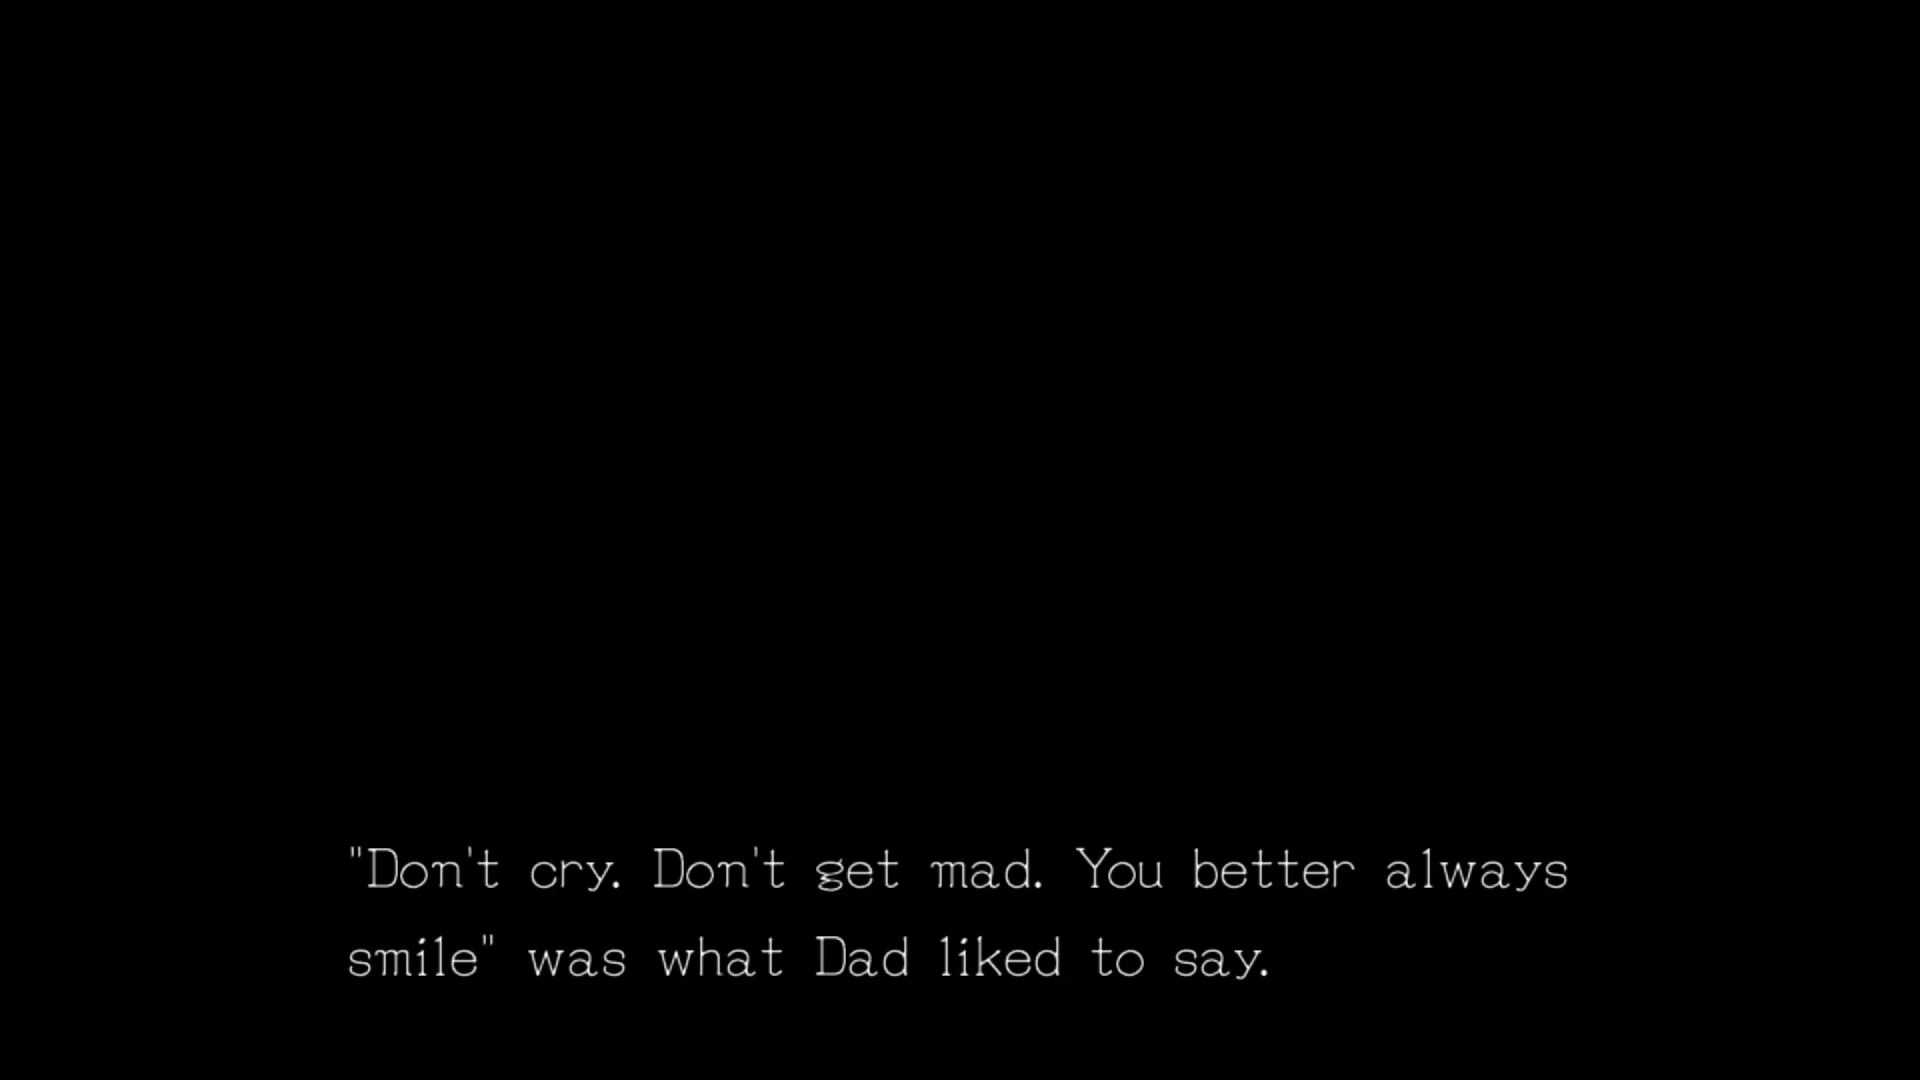 "Don't cry. Don't get mad. You better always
smile" was what Dad liked to say.